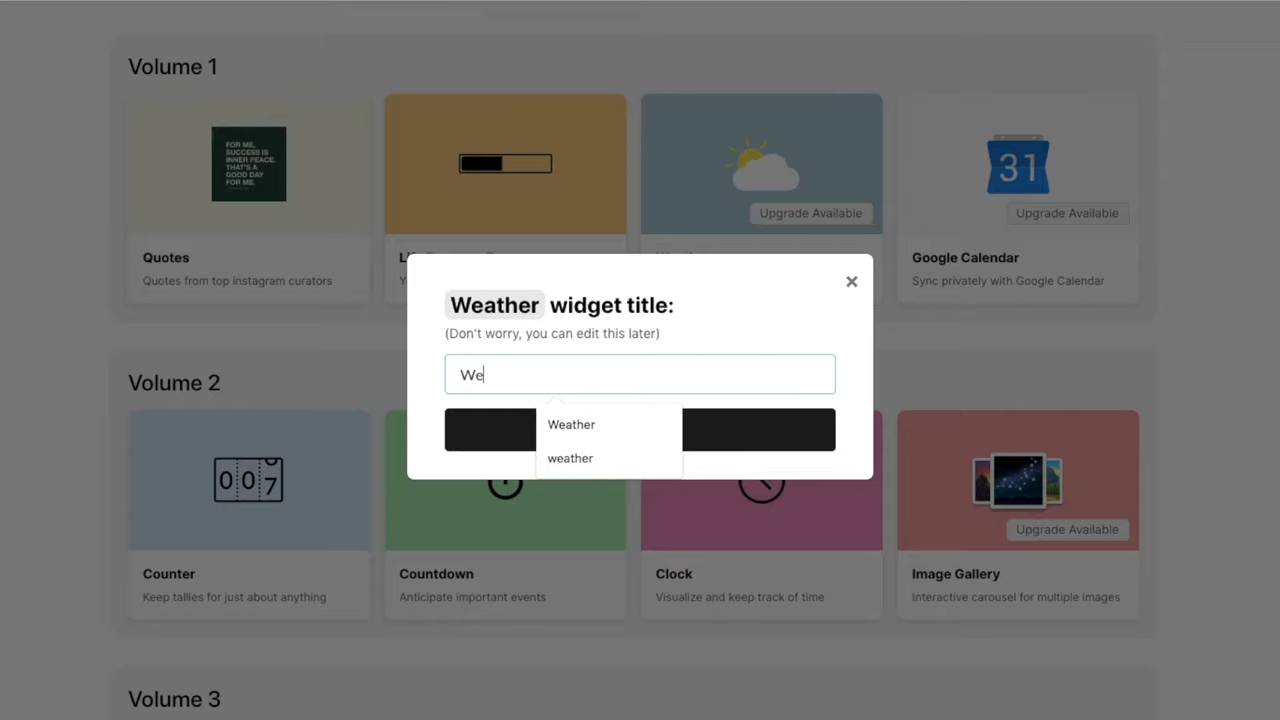 Volume 1
FOR ME,
SUCCESS IS
INNER PEACE.
THAT'S A
GOOD DAY
FOR ME.
31
Upgrade Available
Upgrade Available
Quotes
Quotes from top instagram curators
Google Calendar
Sync privately with Google Calendar
Weather widget title:
(Don't worry, you can edit this later)
We
Weather
weather
Volume 2
007
Upgrade Available
Counter
Keep tallies for just about anything
Countdown
Anticipate important events
Clock
Visualize and keep track of time
Image Gallery
Interactive carousel for multiple images
Volume 3